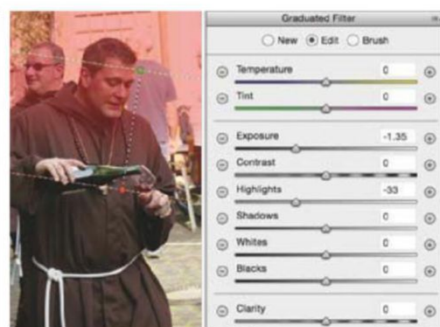 Graduated Filter
New Edit Brush
Temperature 0
Tint 0
Exposure -1.35
Contrast 0
Highlights -33
Shadows 0
Whites 0
Blacks 0
Clarity 0